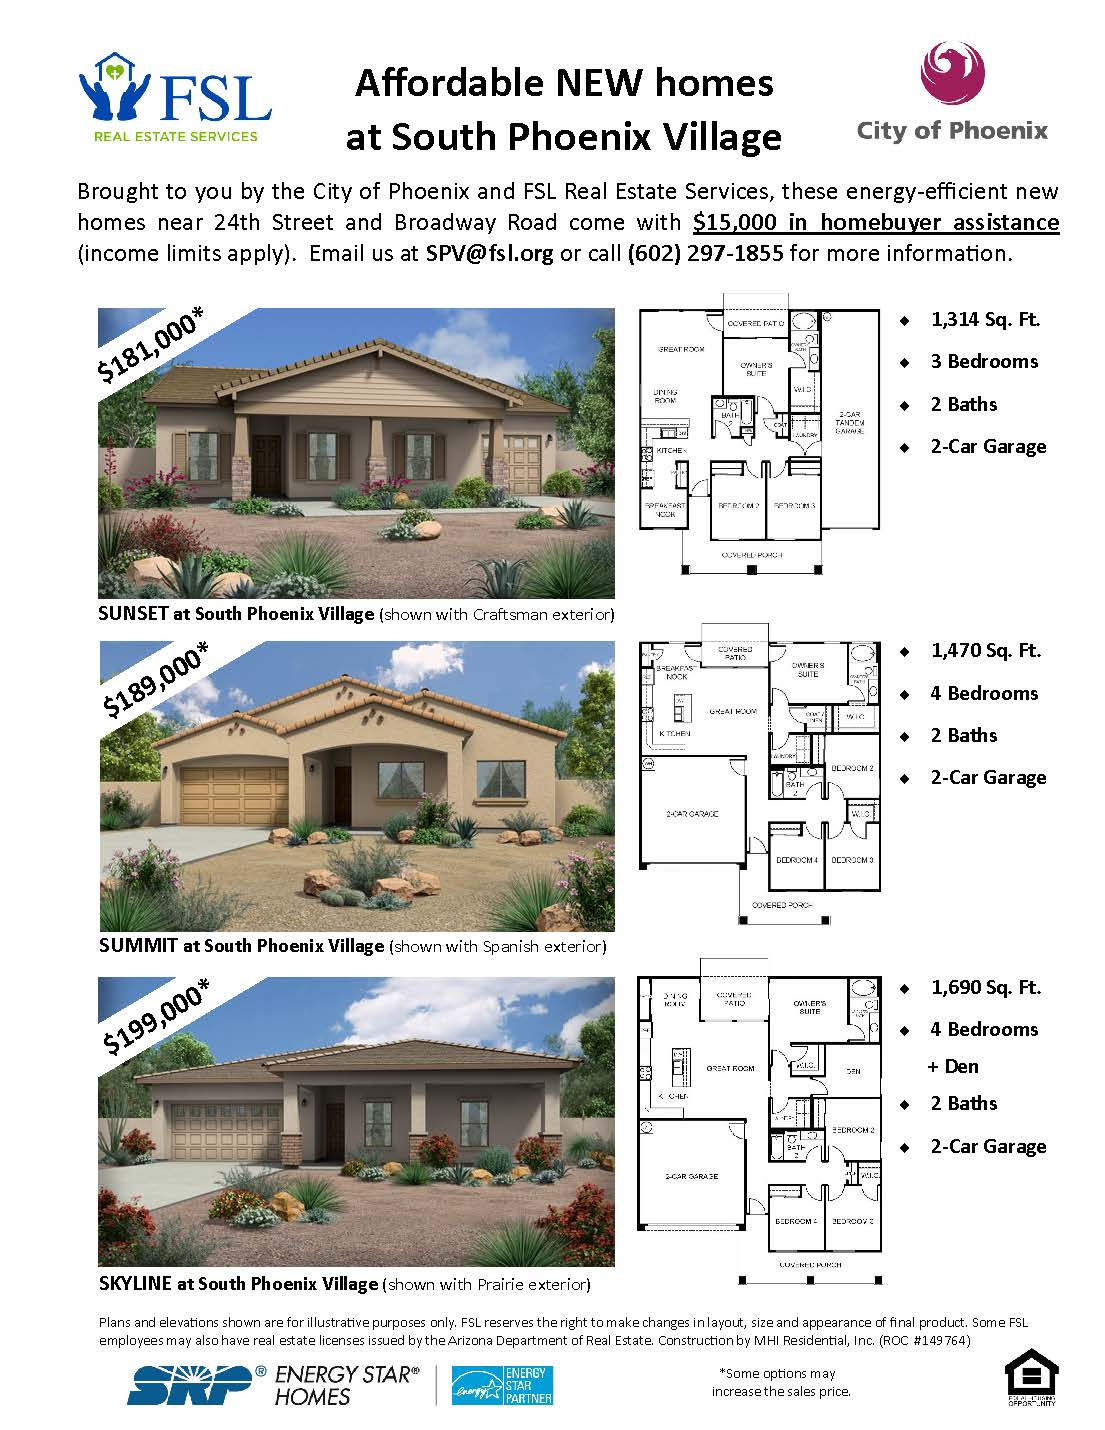 FSL
REAL ESTATE SERVICES
Affordable NEW homes
at South Phoenix Village
City of Phoenix
Brought to you by the City of Phoenix and FSL Real Estate Services, these energy-efficient new
homes near 24th Street and Broadway Road come with $15,000 in homebuyer assistance
(income limits apply). Email us at SPV@fsl.org or call (602) 297-1855 for more information.
$181,000*
COVERED PATIO
GREAT ROOM
OWNER'S
SUITE
W.I.C.
DINING
ROOM
BATH
2
COAT
2-CAR
TANDEM
GARAGE
LAUNDRY
KITCHEN
BREAKFAST
NOOK
BEDROOM 2
BEDROOM 3
COVERED PORCH
◆ 1,314 Sq. Ft.
◆ 3 Bedrooms
◆ 2 Baths
◆ 2-Car Garage
SUNSET at South Phoenix Village (shown with Craftsman exterior)
$189,000*
COVERED
PATIO
BREAKFAST
NOOK
OWNER'S
SUITE
GREAT ROOM
W.I.C.
KITCHEN
LAUNDRY
BATH
2
BEDROOM 2
2-CAR GARAGE
W.I.C.
BEDROOM 4
BEDROOM 3
COVERED PORCH
◆ 1,470 Sq. Ft.
◆ 4 Bedrooms
◆ 2 Baths
◆ 2-Car Garage
SUMMIT at South Phoenix Village (shown with Spanish exterior)
$199,000*
DINING
ROOM
COVERED
PATIO
OWNER'S
SUITE
GREAT ROOM
W.I.C.
DEN
KITCHEN
BATH
2
BEDROOM 2
2-CAR GARAGE
W.I.C.
BEDROOM 4
BEDROOM 3
COVERED PORCH
◆ 1,690 Sq. Ft.
◆ 4 Bedrooms
+ Den
◆ 2 Baths
◆ 2-Car Garage
SKYLINE at South Phoenix Village (shown with Prairie exterior)
Plans and elevations shown are for illustrative purposes only. FSL reserves the right to make changes in layout, size and appearance of final product. Some FSL
employees may also have real estate licenses issued by the Arizona Department of Real Estate. Construction by MHI Residential, Inc. (ROC #149764)
SRP® ENERGY STAR®
HOMES
energy
ENERGY
STAR
PARTNER
*Some options may
increase the sales price.
EQUAL HOUSING
OPPORTUNITY